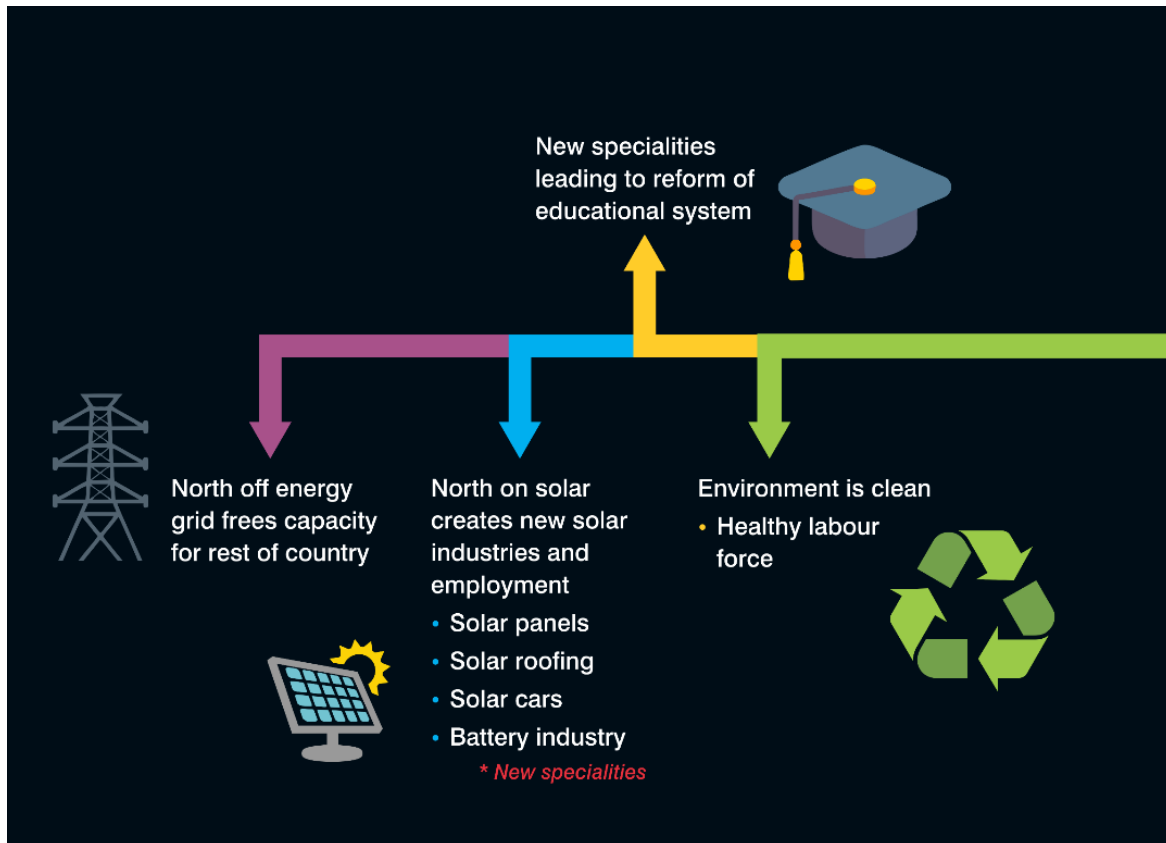 New specialities
leading to reform of
educational system
North off energy
grid frees capacity
for rest of country
North on solar
creates new solar
industries and
employment
• Solar panels
• Solar roofing
• Solar cars
• Battery industry
* New specialities
Environment is clean
• Healthy labour
force